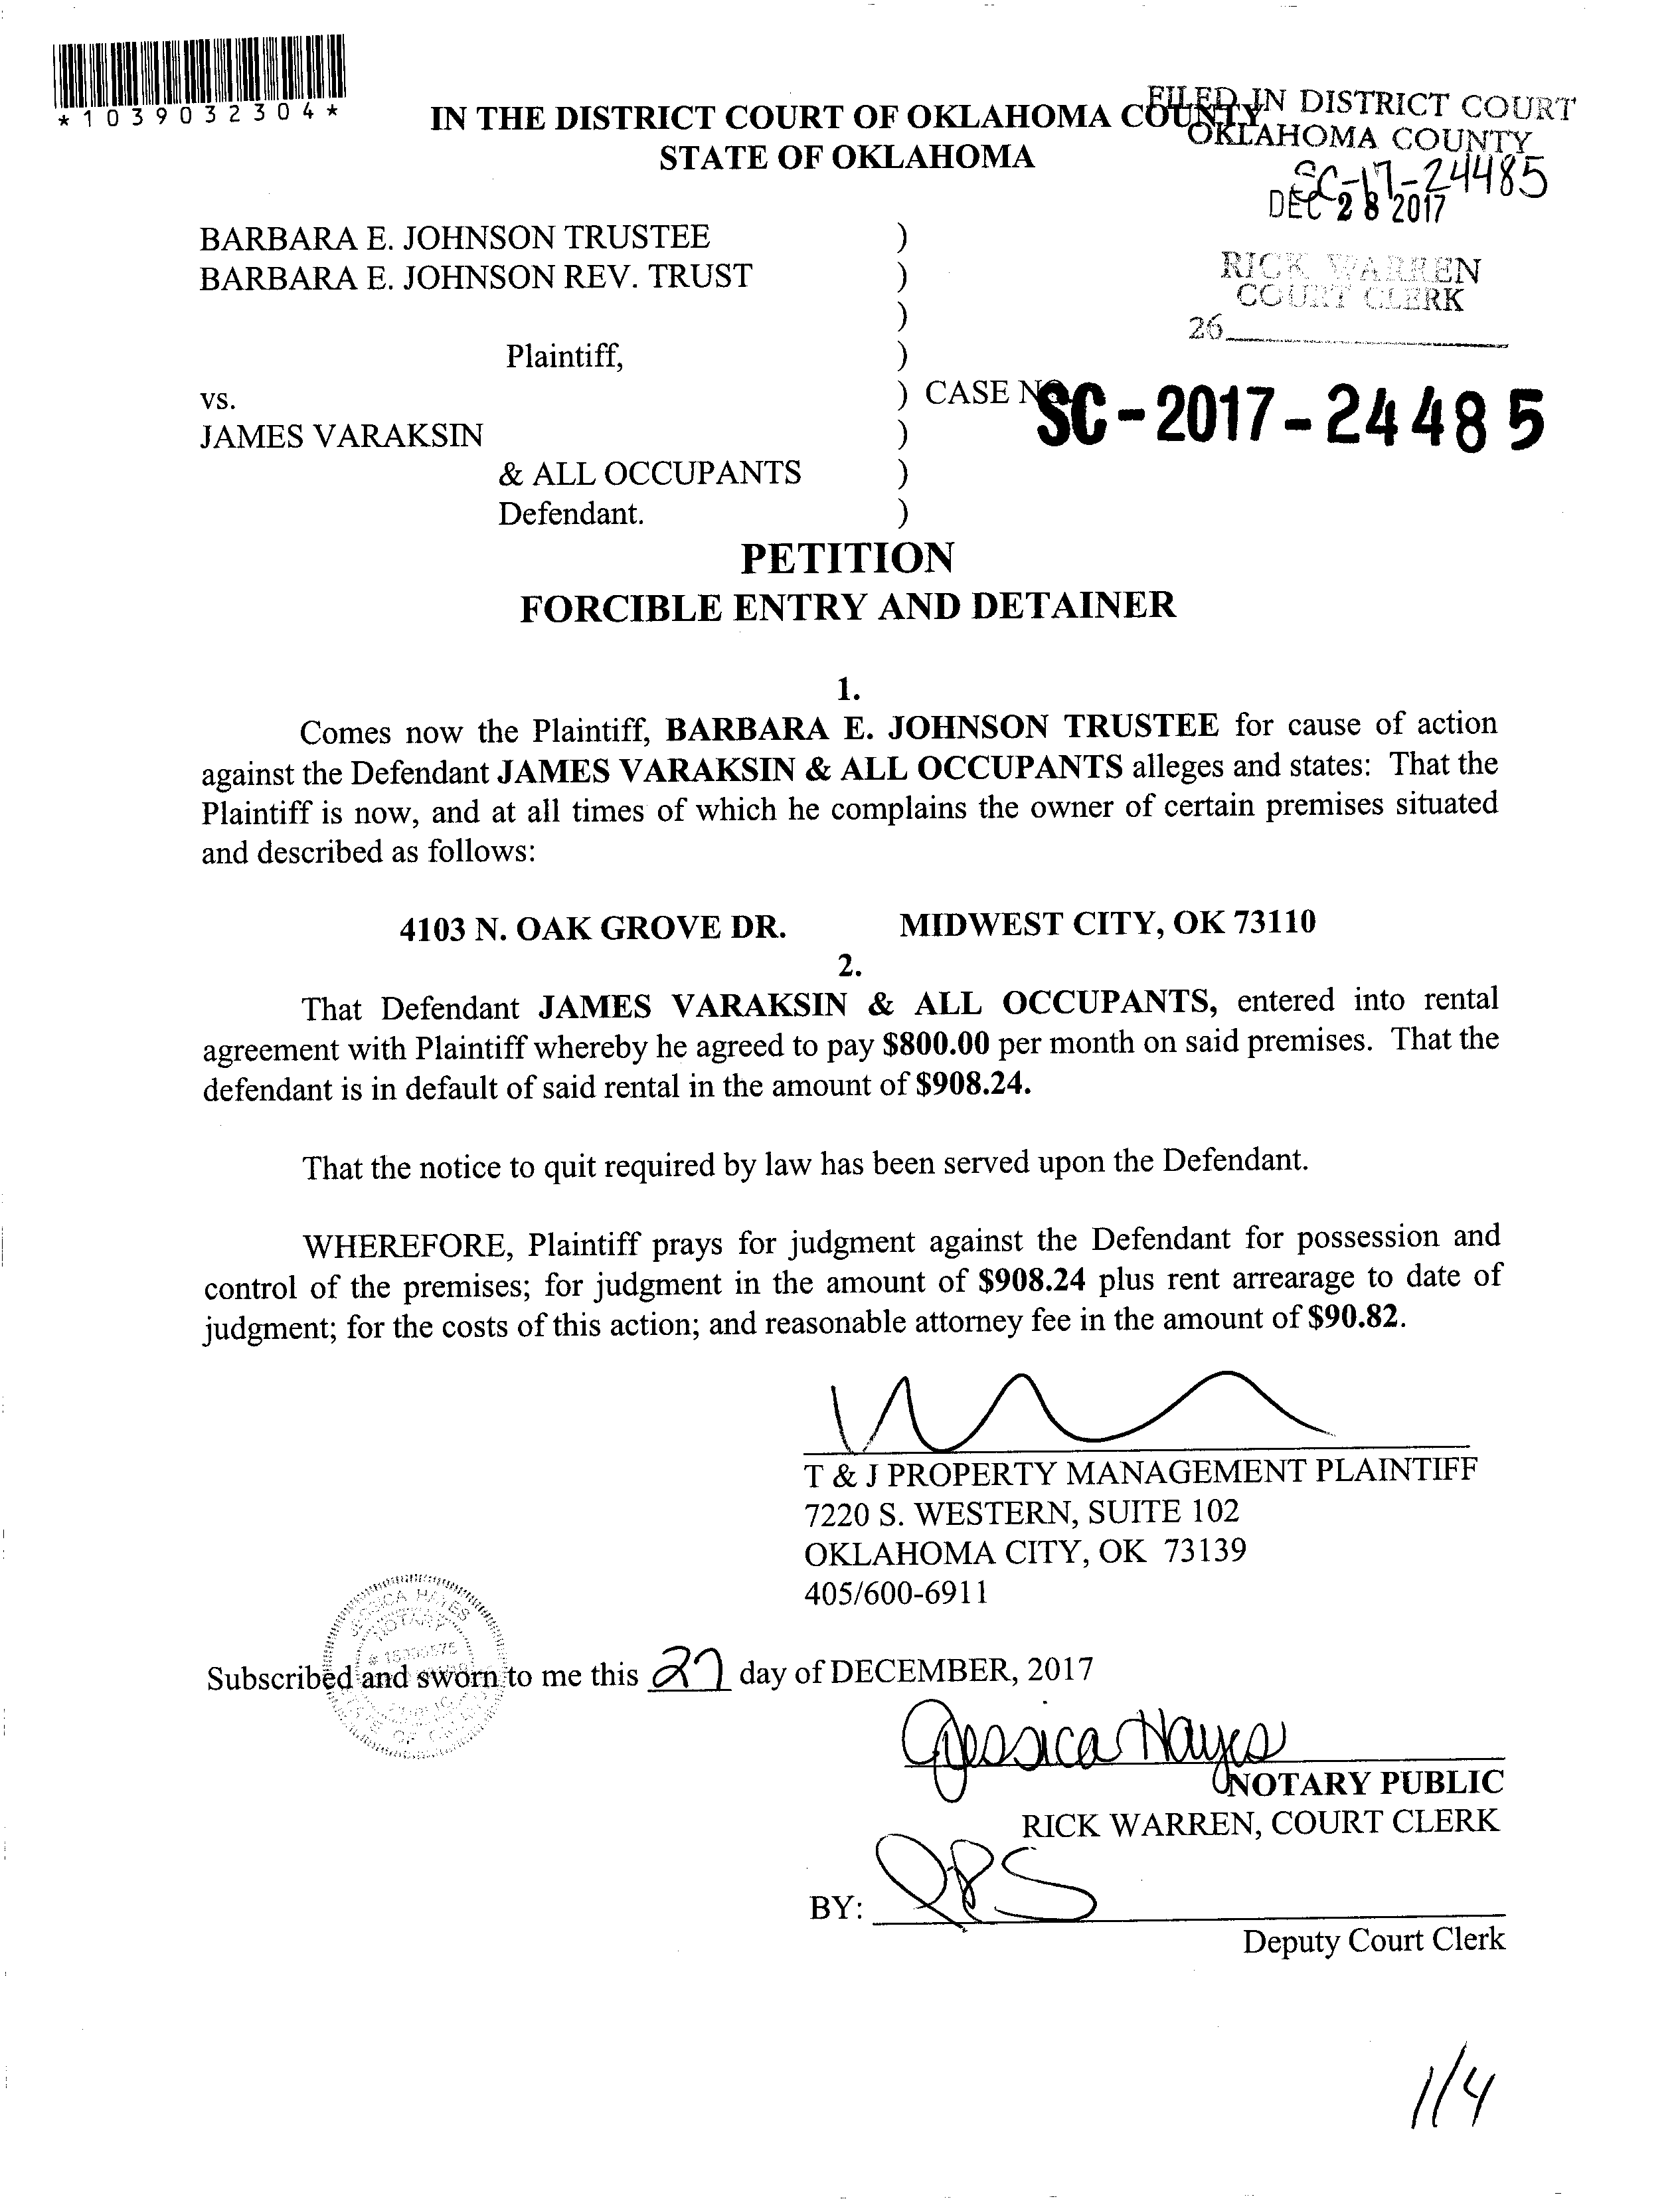 *1039032304*
IN THE DISTRICT COURT OF OKLAHOMA COUNTY
STATE OF OKLAHOMA
FILED IN DISTRICT COURT
OKLAHOMA COUNTY
SC-17-24485
DEC 28 2017
RICK WARREN
COURT CLERK
26
BARBARA E. JOHNSON TRUSTEE )
BARBARA E. JOHNSON REV. TRUST )
)
Plaintiff, )
vs. ) CASE NO.
SC-2017-24485
JAMES VARAKSIN )
& ALL OCCUPANTS )
Defendant. )
PETITION
FORCIBLE ENTRY AND DETAINER
1.
Comes now the Plaintiff, BARBARA E. JOHNSON TRUSTEE for cause of action
against the Defendant JAMES VARAKSIN & ALL OCCUPANTS alleges and states: That the
Plaintiff is now, and at all times of which he complains the owner of certain premises situated
and described as follows:
4103 N. OAK GROVE DR. MIDWEST CITY, OK 73110
2.
That Defendant JAMES VARAKSIN & ALL OCCUPANTS, entered into rental
agreement with Plaintiff whereby he agreed to pay $800.00 per month on said premises. That the
defendant is in default of said rental in the amount of $908.24.
That the notice to quit required by law has been served upon the Defendant.
WHEREFORE, Plaintiff prays for judgment against the Defendant for possession and
control of the premises; for judgment in the amount of $908.24 plus rent arrearage to date of
judgment; for the costs of this action; and reasonable attorney fee in the amount of $90.82.
T & J PROPERTY MANAGEMENT PLAINTIFF
7220 S. WESTERN, SUITE 102
OKLAHOMA CITY, OK 73139
405/600-6911
JESSICA HAYES
NOTARY
Subscribed and sworn to me this 27 day of DECEMBER, 2017
Jessica Hayes
NOTARY PUBLIC
RICK WARREN, COURT CLERK
BY:
Deputy Court Clerk
1/4